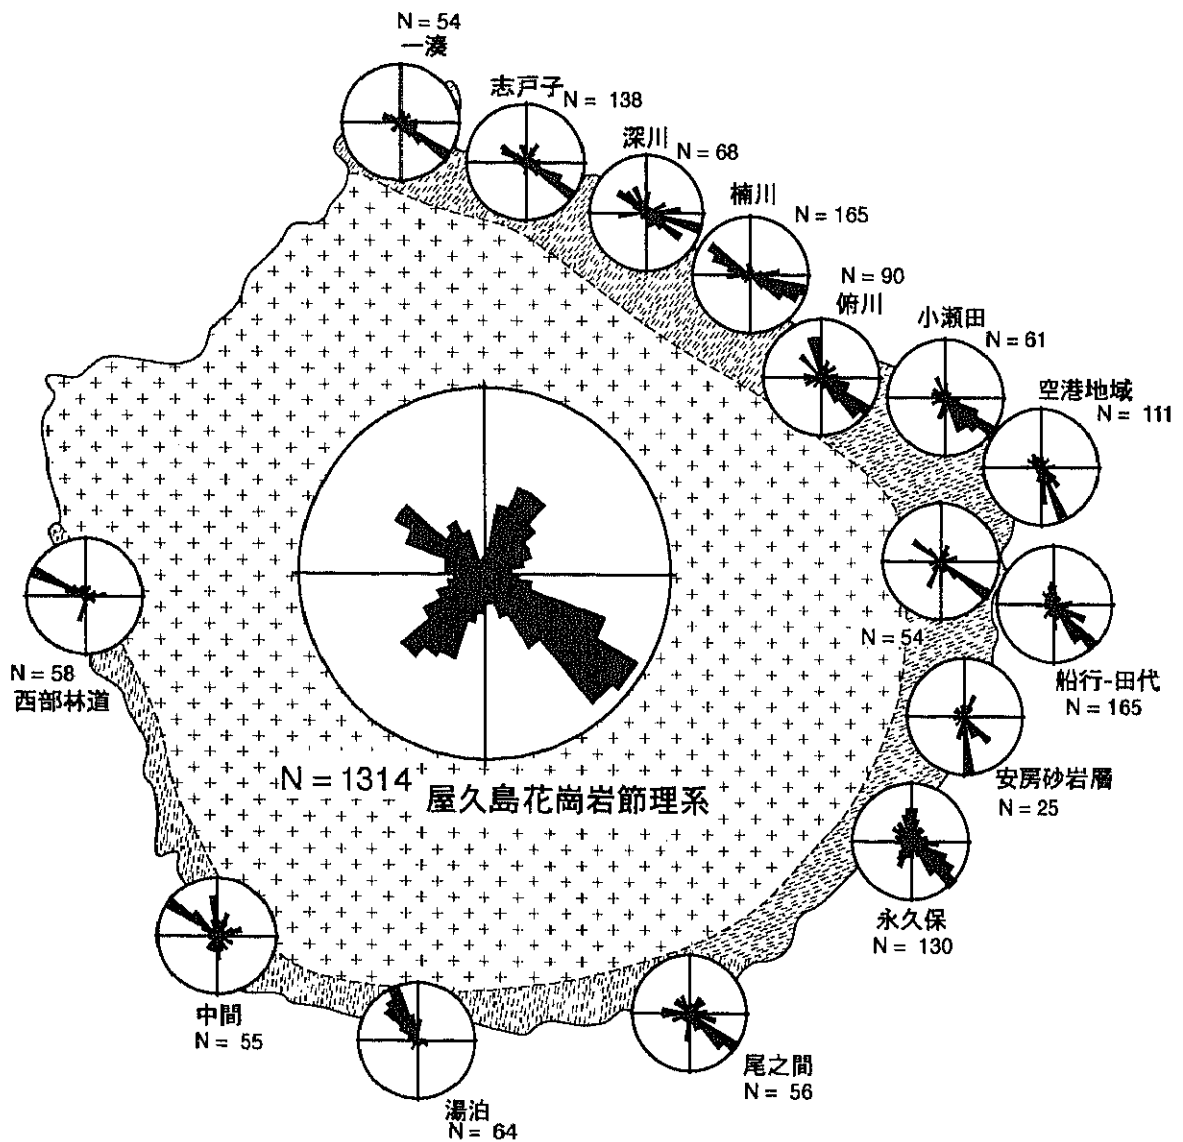 N = 54
一湊
志戸子
N = 138
深川
N = 68
楠川
N = 165
N = 90
俯川
小瀬田
N = 61
空港地域
N = 111
N = 54
船行-田代
N = 165
安房砂岩層
N = 25
永久保
N = 130
尾之間
N = 56
湯泊
N = 64
中間
N = 55
N = 58
西部林道
N = 1314
屋久島花崗岩節理系